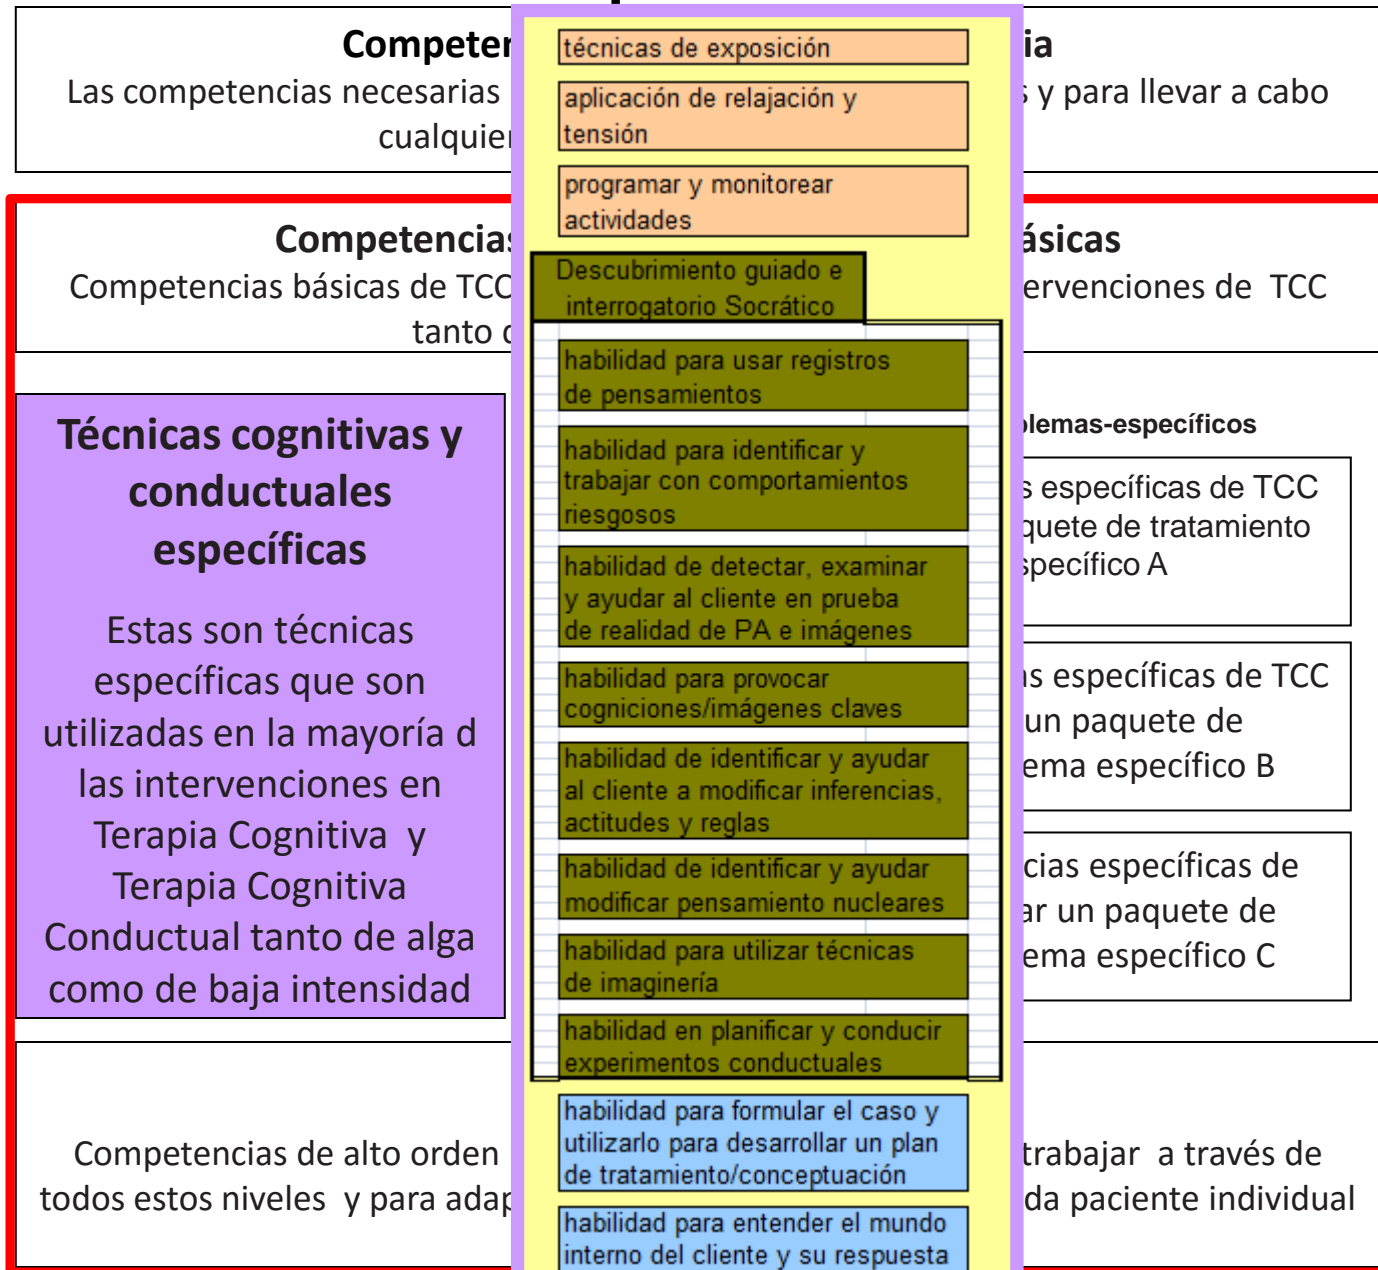 Competer
ia
Las competencias necesarias
y para llevar a cabo
cualquier
Competencias
ásicas
Competencias básicas de TCC
ervenciones de TCC
tanto
Técnicas cognitivas y
conductuales
específicas
Estas son técnicas
específicas que son
utilizadas en la mayoría d
las intervenciones en
Terapia Cognitiva y
Terapia Cognitiva
Conductual tanto de alga
como de baja intensidad
técnicas de exposición
aplicación de relajación y
tensión
programar y monitorear
actividades
Descubrimiento guiado e
interrogatorio Socrático
habilidad para usar registros
de pensamientos
habilidad para identificar y
trabajar con comportamientos
riesgosos
habilidad de detectar, examinar
y ayudar al cliente en prueba
de realidad de PA e imágenes
habilidad para provocar
cogniciones/imágenes claves
habilidad de identificar y ayudar
al cliente a modificar inferencias,
actitudes y reglas
habilidad de identificar y ayudar
modificar pensamiento nucleares
habilidad para utilizar técnicas
de imaginería
habilidad en planificar y conducir
experimentos conductuales
habilidad para formular el caso y
utilizarlo para desarrollar un plan
de tratamiento/conceptuación
habilidad para entender el mundo
interno del cliente y su respuesta
blemas-específicos
s específicas de TCC
quete de tratamiento
specífico A
as específicas de TCC
un paquete de
ema específico B
cias específicas de
ar un paquete de
ema específico C
Competencias de alto orden
trabajar a través de
todos estos niveles y para adap
da paciente individual